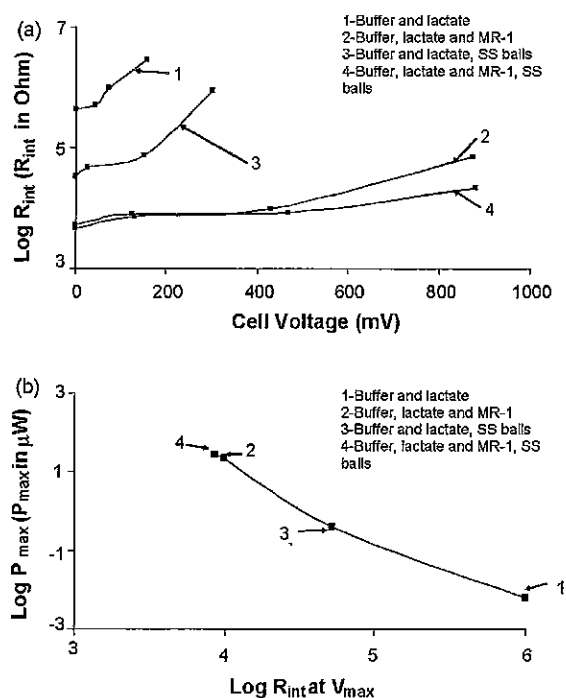 (a)
7
5
3
Log Rint (Rint in Ohm)
1-Buffer and lactate
2-Buffer, lactate and MR-1
3-Buffer and lactate, SS balls
4-Buffer, lactate and MR-1, SS
balls
1
2
3
4
0 200 400 600 800 1000
Cell Voltage (mV)
(b)
3
1
-1
-3
Log P max (Pmax in µW)
1-Buffer and lactate
2-Buffer, lactate and MR-1
3-Buffer and lactate, SS balls
4-Buffer, lactate and MR-1, SS
balls
4
2
3
1
3 4 5 6
Log Rint at Vmax